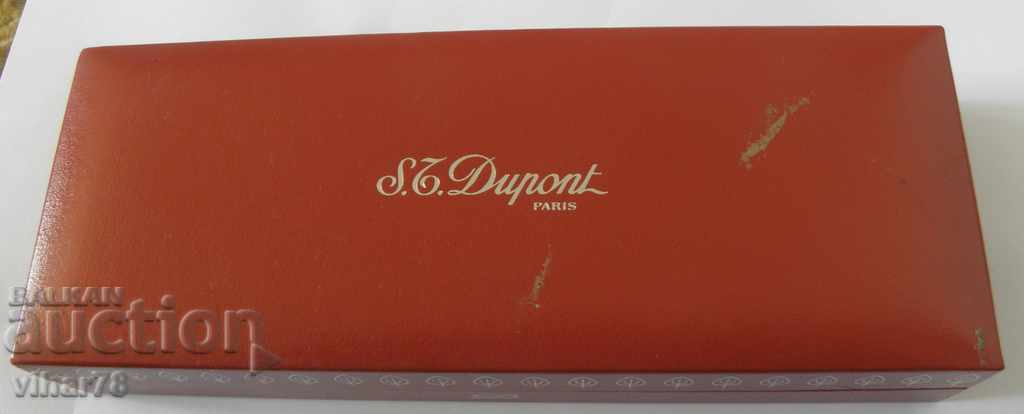 S.T. Dupont
PARIS
BALKAN
auction
vihar78